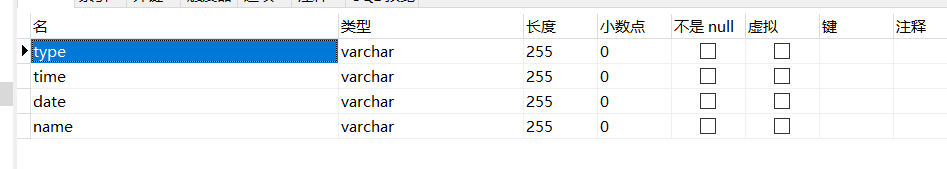 名 类型 长度 小数点 不是 null 虚拟 键 注释
type varchar 255 0
time varchar 255 0
date varchar 255 0
name varchar 255 0